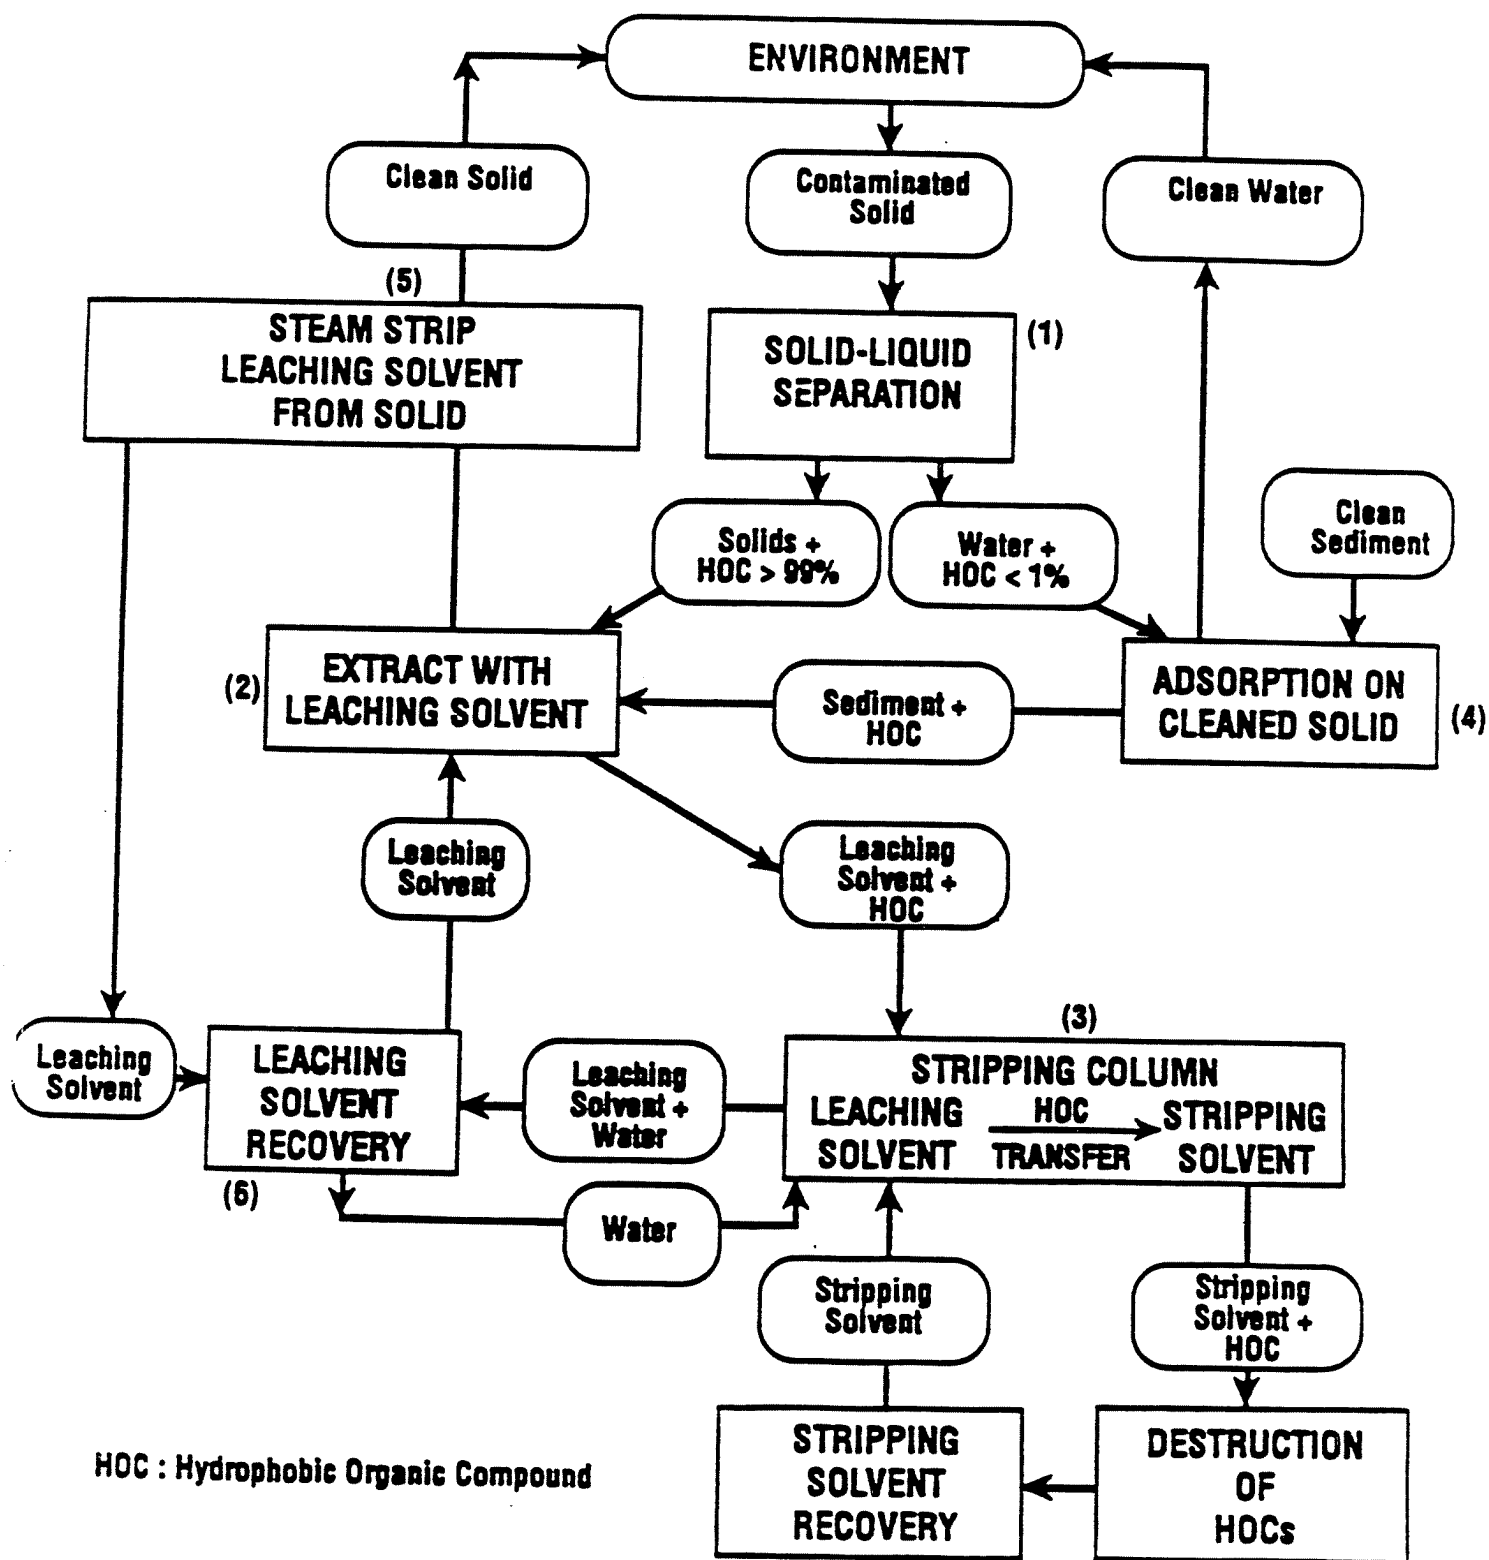 ENVIRONMENT
Clean Solid
Contaminated
Solid
Clean Water
(5)
STEAM STRIP
LEACHING SOLVENT
FROM SOLID
SOLID-LIQUID
SEPARATION
(1)
Solids +
HOC > 99%
Water +
HOC < 1%
Clean
Sediment
(2)
EXTRACT WITH
LEACHING SOLVENT
Sediment +
HOC
ADSORPTION ON
CLEANED SOLID
(4)
Leaching
Solvent
Leaching
Solvent +
HOC
(3)
Leaching
Solvent
LEACHING
SOLVENT
RECOVERY
(6)
Leaching
Solvent +
Water
STRIPPING COLUMN
LEACHING HOC STRIPPING
SOLVENT TRANSFER SOLVENT
Water
Stripping
Solvent
Stripping
Solvent +
HOC
STRIPPING
SOLVENT
RECOVERY
DESTRUCTION
OF
HOCs
HOC : Hydrophobic Organic Compound